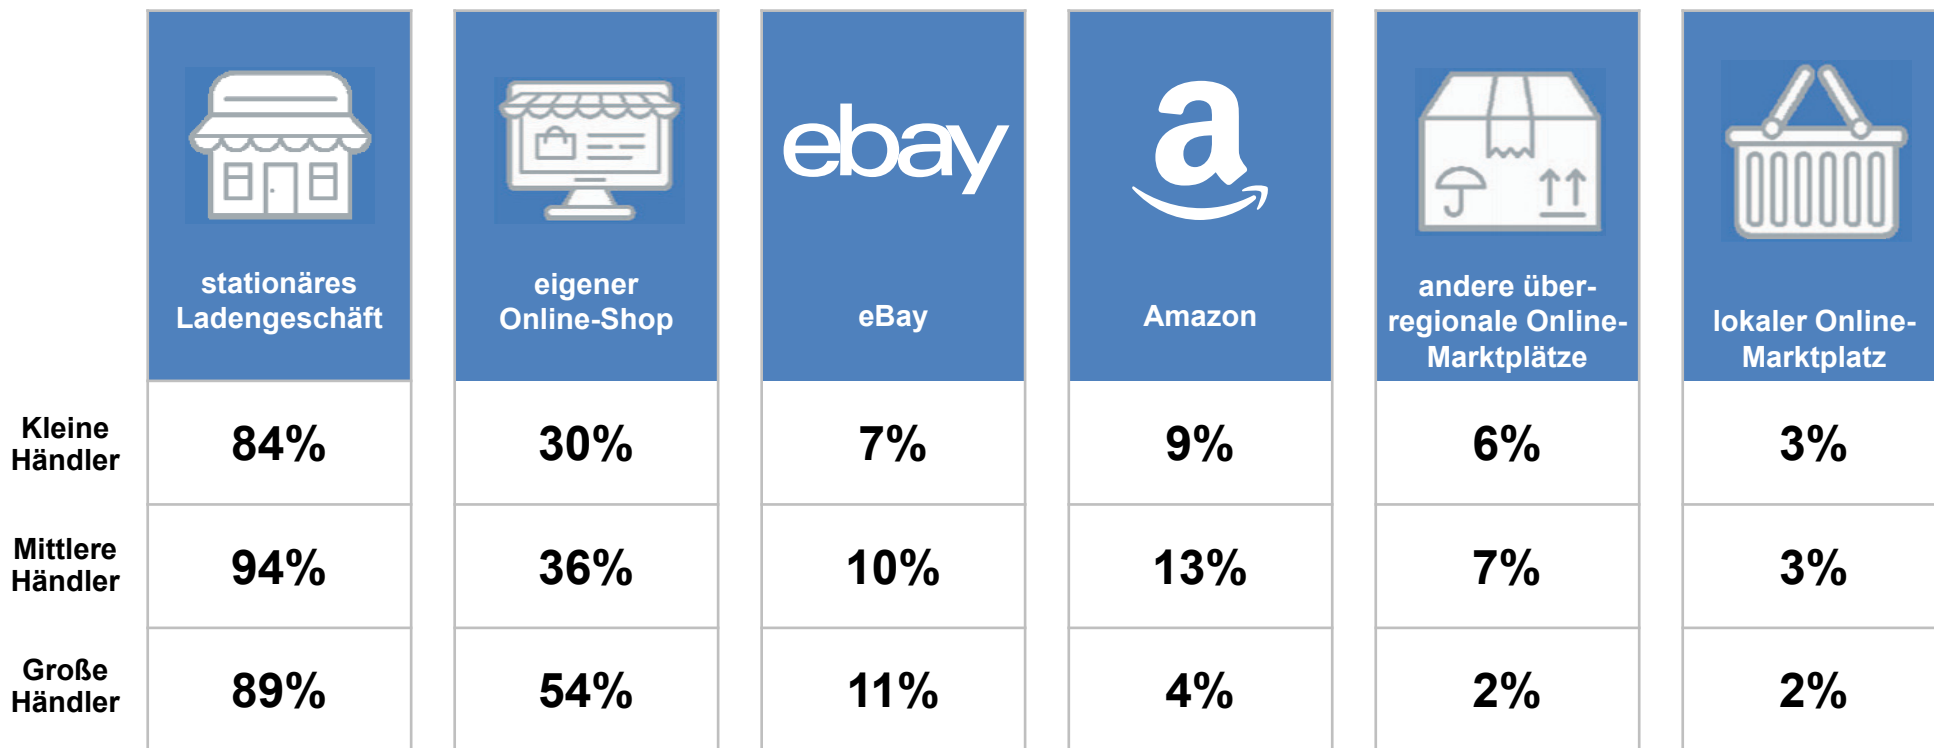 ebay
a
stationäres
Ladengeschäft
eigener
Online-Shop
eBay
Amazon
andere über-
regionale Online-
Marktplätze
lokaler Online-
Marktplatz
Kleine
Händler
84%
30%
7%
9%
6%
3%
Mittlere
Händler
94%
36%
10%
13%
7%
3%
Große
Händler
89%
54%
11%
4%
2%
2%